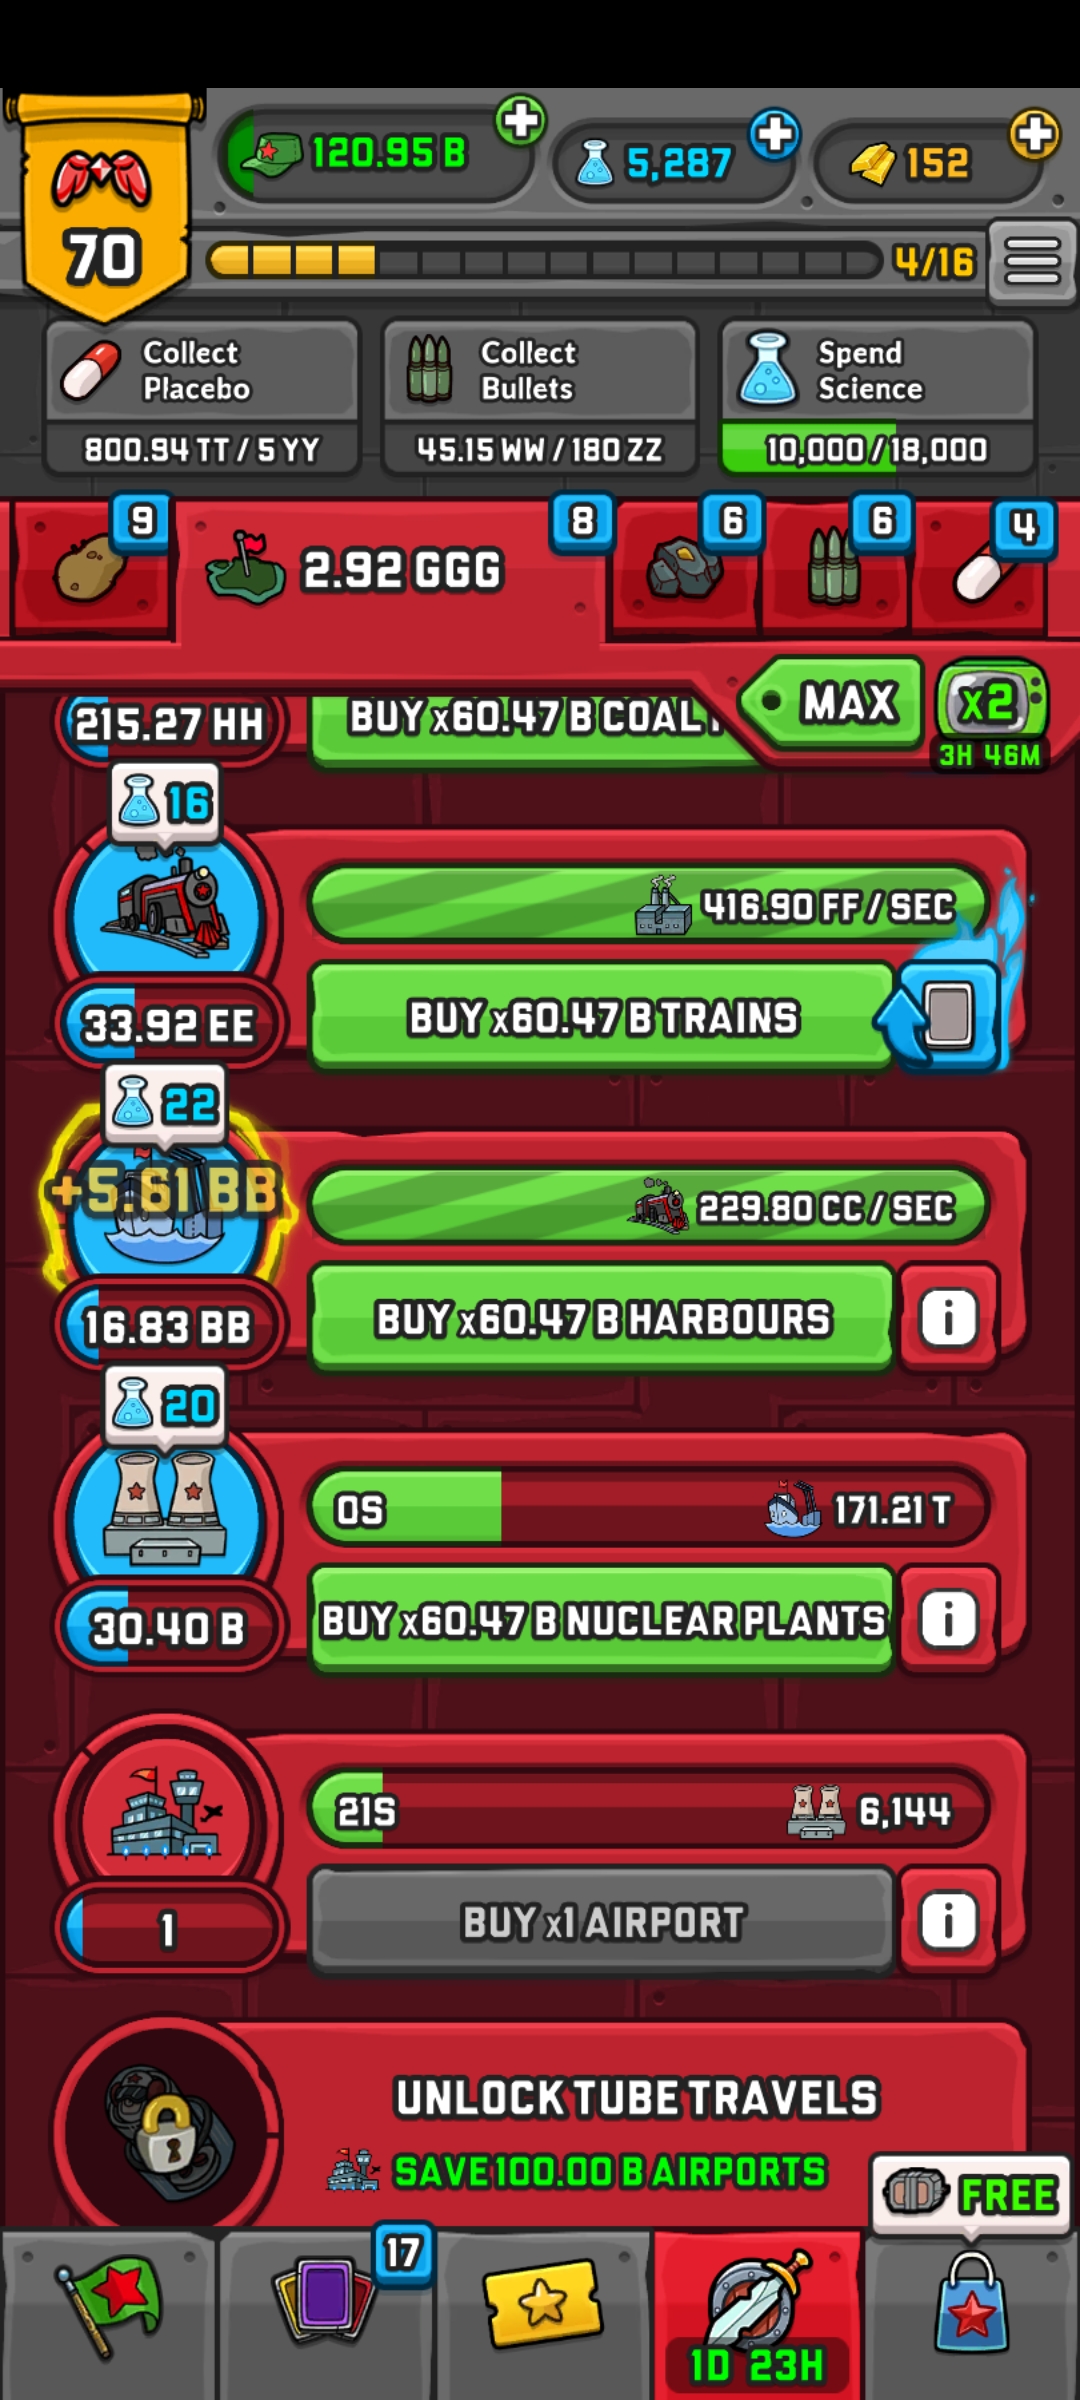 120.95 B
5,287
152
70
4/16
Collect
Placebo
800.94 TT / 5 YY
Collect
Bullets
45.15 WW / 180 ZZ
Spend
Science
10,000 / 18,000
9
2.92 GGG
8
6
6
4
MAX
x2
3H 46M
215.27 HH
BUY x60.47 B COAL
16
416.90 FF / SEC
33.92 EE
BUY x60.47 B TRAINS
22
+5.61 BB
229.80 CC / SEC
16.83 BB
BUY x60.47 B HARBOURS
i
20
0S
171.21 T
30.40 B
BUY x60.47 B NUCLEAR PLANTS
i
21S
6,144
1
BUY x1 AIRPORT
i
UNLOCK TUBE TRAVELS
SAVE 100.00 B AIRPORTS
FREE
17
1D 23H